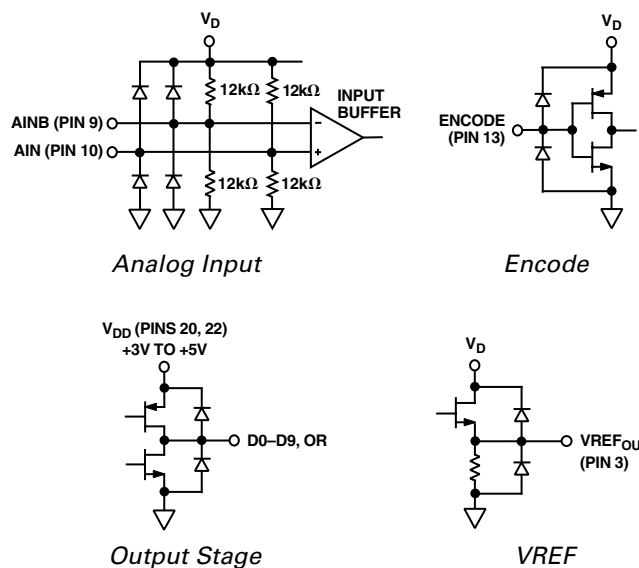 V_D
12kΩ
12kΩ
INPUT
BUFFER
AINB (PIN 9)
−
AIN (PIN 10)
+
12kΩ
12kΩ
Analog Input
V_D
ENCODE
(PIN 13)
Encode
V_DD (PINS 20, 22)
+3V TO +5V
D0–D9, OR
Output Stage
V_D
VREF_OU
(PIN 3)
VREF